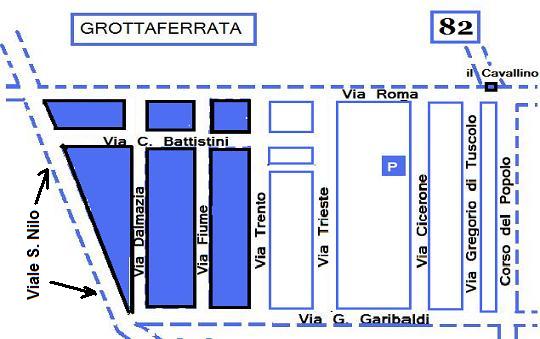 GROTTAFERRATA
82
il Cavallino
Via Roma
Via C. Battistini
P
Viale S. Nilo
Via Dalmazia
Via Fiume
Via Trento
Via Trieste
Via Cicerone
Via Gregorio di Tuscolo
Corso del Popolo
Via G. Garibaldi